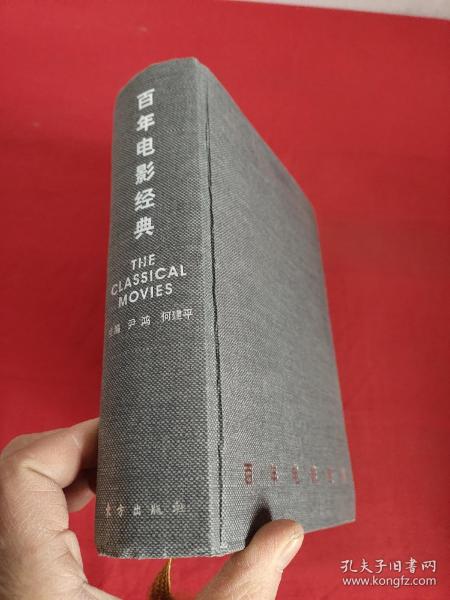 百年电影经典
THE
CLASSICAL
MOVIES
主编 尹鸿 何建平
东方出版社
百年电影经典
孔夫子旧书网
www.kongfz.com